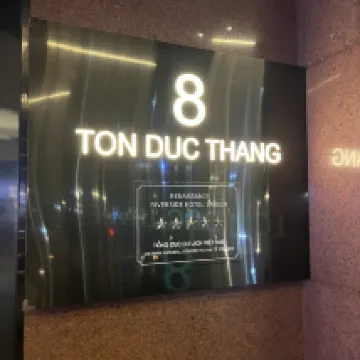 8
TON DUC THANG
RENAISSANCE
RIVERSIDE HOTEL SAIGON
TỔNG CỤC DU LỊCH VIỆT NAM